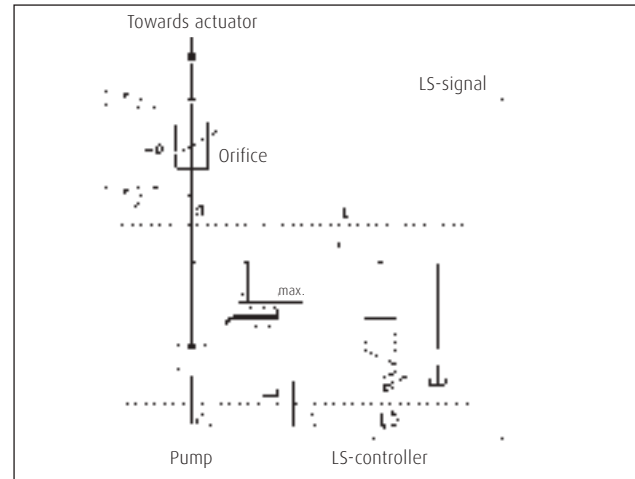 Towards actuator
LS-signal
Orifice
max.
Pump
LS-controller